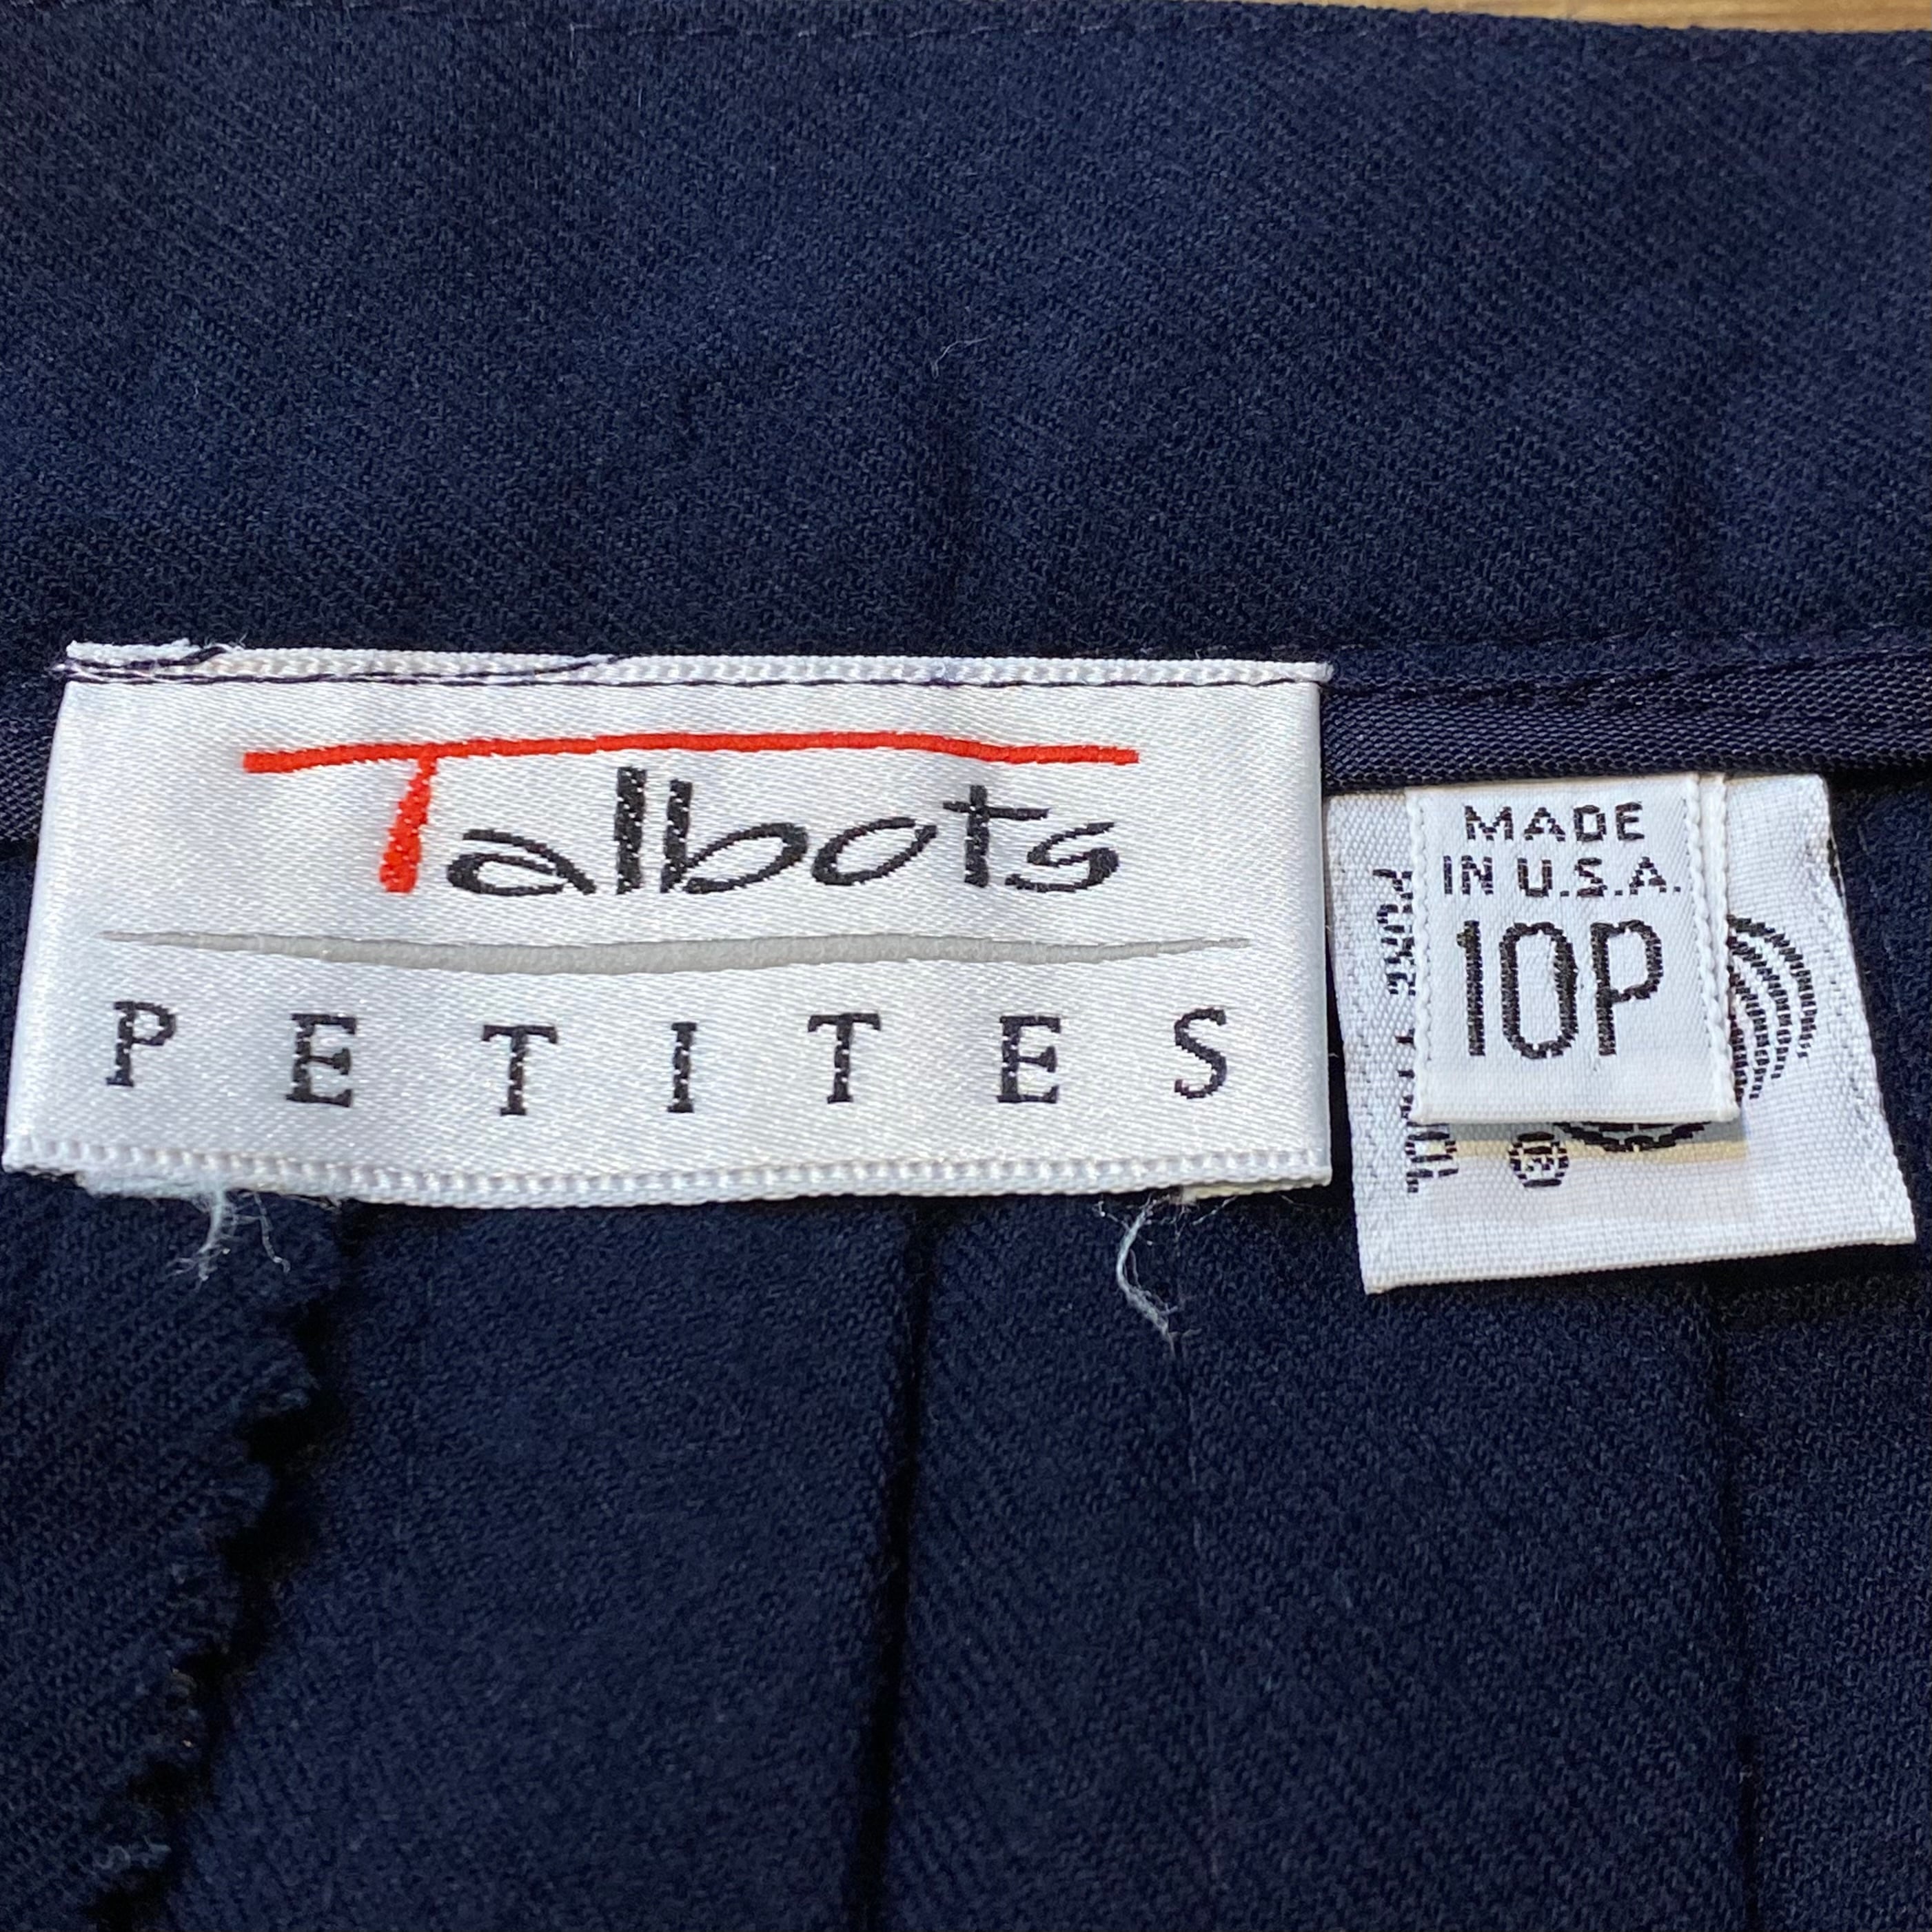 Talbots
PETITES
MADE
IN U.S.A.
10P